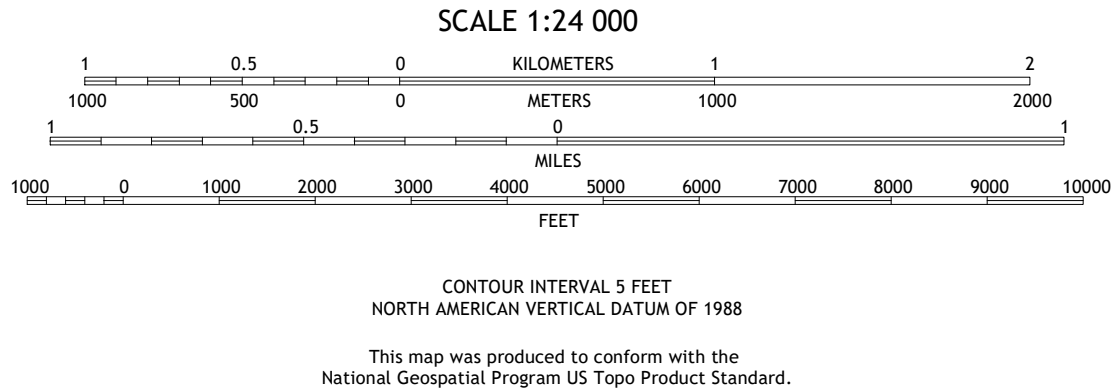 SCALE 1:24 000
1 0.5 0 KILOMETERS 1 2
1000 500 0 METERS 1000 2000
1 0.5 0 1
MILES
1000 0 1000 2000 3000 4000 5000 6000 7000 8000 9000 10000
FEET
CONTOUR INTERVAL 5 FEET
NORTH AMERICAN VERTICAL DATUM OF 1988
This map was produced to conform with the
National Geospatial Program US Topo Product Standard.